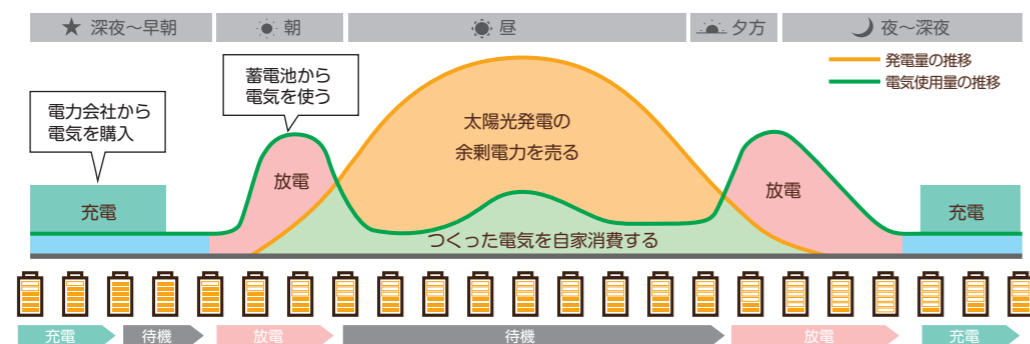 ★ 深夜〜早朝
朝
昼
夕方
夜〜深夜
発電量の推移
電気使用量の推移
蓄電池から
電気を使う
電力会社から
電気を購入
太陽光発電の
余剰電力を売る
放電
放電
充電
充電
つくった電気を自家消費する
充電
待機
放電
待機
放電
充電